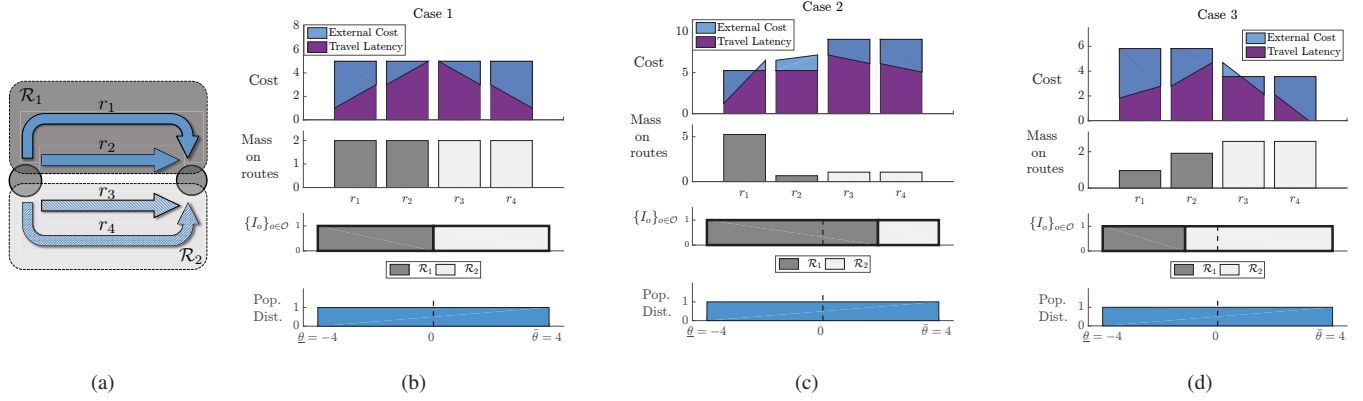 R₁
r₁
r₂
r₃
r₄
R₂
(a)
Case 1
External Cost
Travel Latency
Cost
8
6
4
2
0
Mass on routes
2
1
0
r₁ r₂ r₃ r₄
{Iₒ}ₒ∈𝒪
1
0
R₁ R₂
Pop. Dist.
1
0
θ̲ = −4 0 θ̄ = 4
(b)
Case 2
External Cost
Travel Latency
Cost
10
5
0
Mass on routes
5
0
r₁ r₂ r₃ r₄
{Iₒ}ₒ∈𝒪
1
0
R₁ R₂
Pop. Dist.
1
0
θ̲ = −4 0 θ̄ = 4
(c)
Case 3
External Cost
Travel Latency
Cost
6
4
2
0
Mass on routes
2
0
r₁ r₂ r₃ r₄
{Iₒ}ₒ∈𝒪
1
0
R₁ R₂
Pop. Dist.
1
0
θ̲ = −4 0 θ̄ = 4
(d)